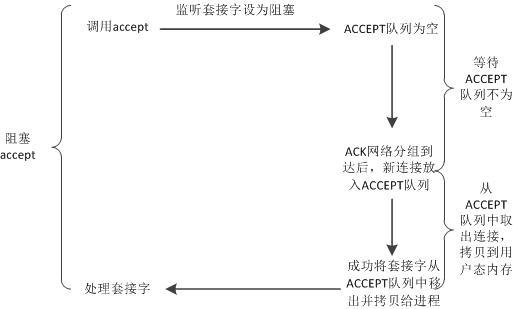 监听套接字设为阻塞
调用accept
ACCEPT队列为空
等待
ACCEPT
队列不为
空
阻塞
accept
ACK网络分组到
达后，新连接放
入ACCEPT队列
从
ACCEPT
队列中取
出连接，
拷贝到用
户态内存
成功将套接字从
ACCEPT队列中移
出并拷贝给进程
处理套接字